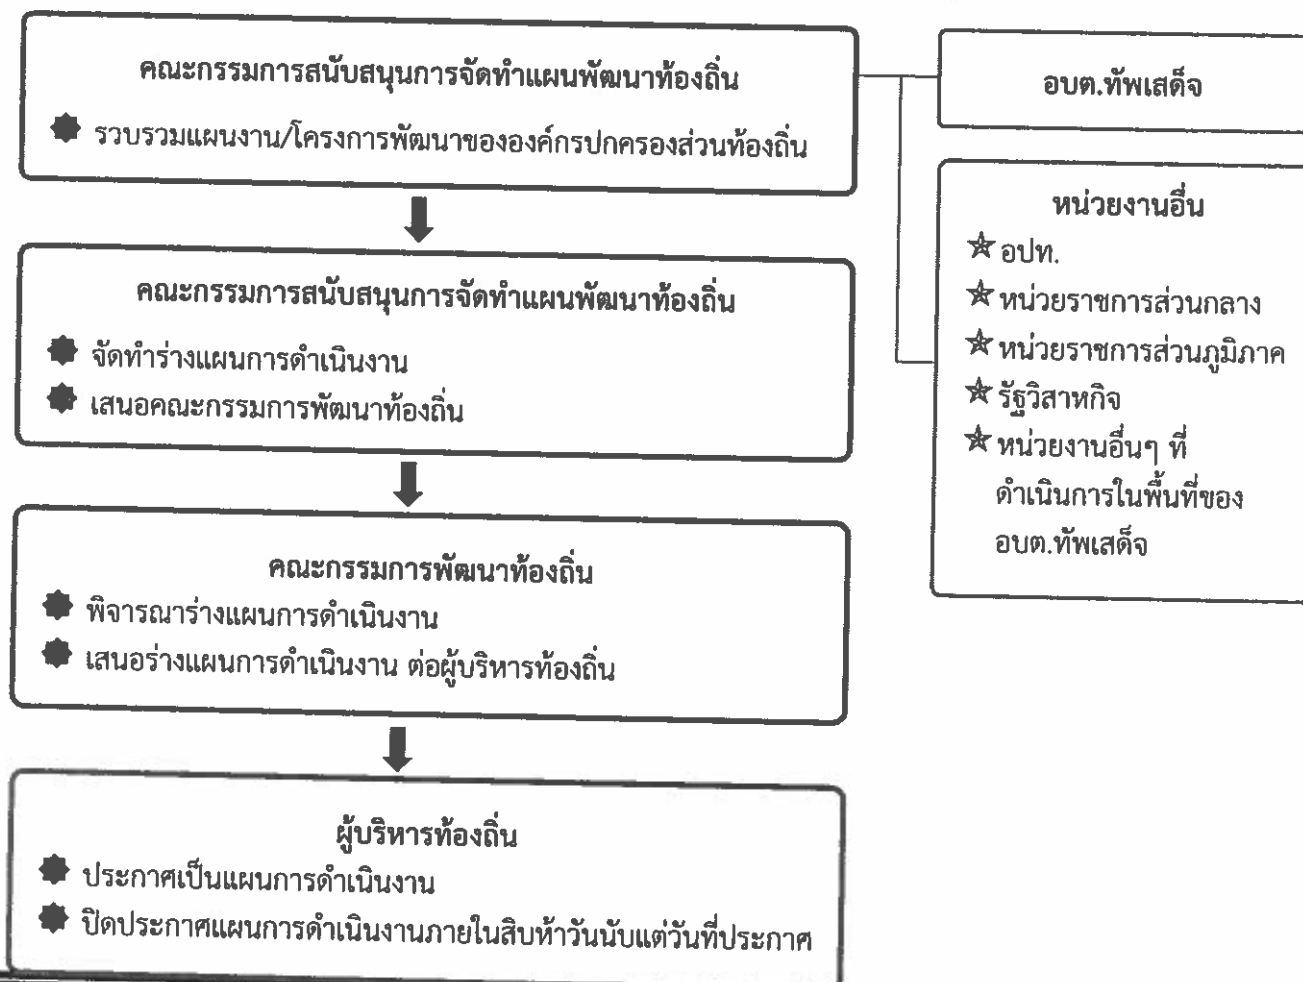 คณะกรรมการสนับสนุนการจัดทำแผนพัฒนาท้องถิ่น
รวบรวมแผนงาน/โครงการพัฒนาขององค์กรปกครองส่วนท้องถิ่น
อบต.ทัพเสด็จ
หน่วยงานอื่น
อปท.
หน่วยราชการส่วนกลาง
หน่วยราชการส่วนภูมิภาค
รัฐวิสาหกิจ
หน่วยงานอื่นๆ ที่
ดำเนินการในพื้นที่ของ
อบต.ทัพเสด็จ
คณะกรรมการสนับสนุนการจัดทำแผนพัฒนาท้องถิ่น
จัดทำร่างแผนการดำเนินงาน
เสนอคณะกรรมการพัฒนาท้องถิ่น
คณะกรรมการพัฒนาท้องถิ่น
พิจารณาร่างแผนการดำเนินงาน
เสนอร่างแผนการดำเนินงาน ต่อผู้บริหารท้องถิ่น
ผู้บริหารท้องถิ่น
ประกาศเป็นแผนการดำเนินงาน
ปิดประกาศแผนการดำเนินงานภายในสิบห้าวันนับแต่วันที่ประกาศ